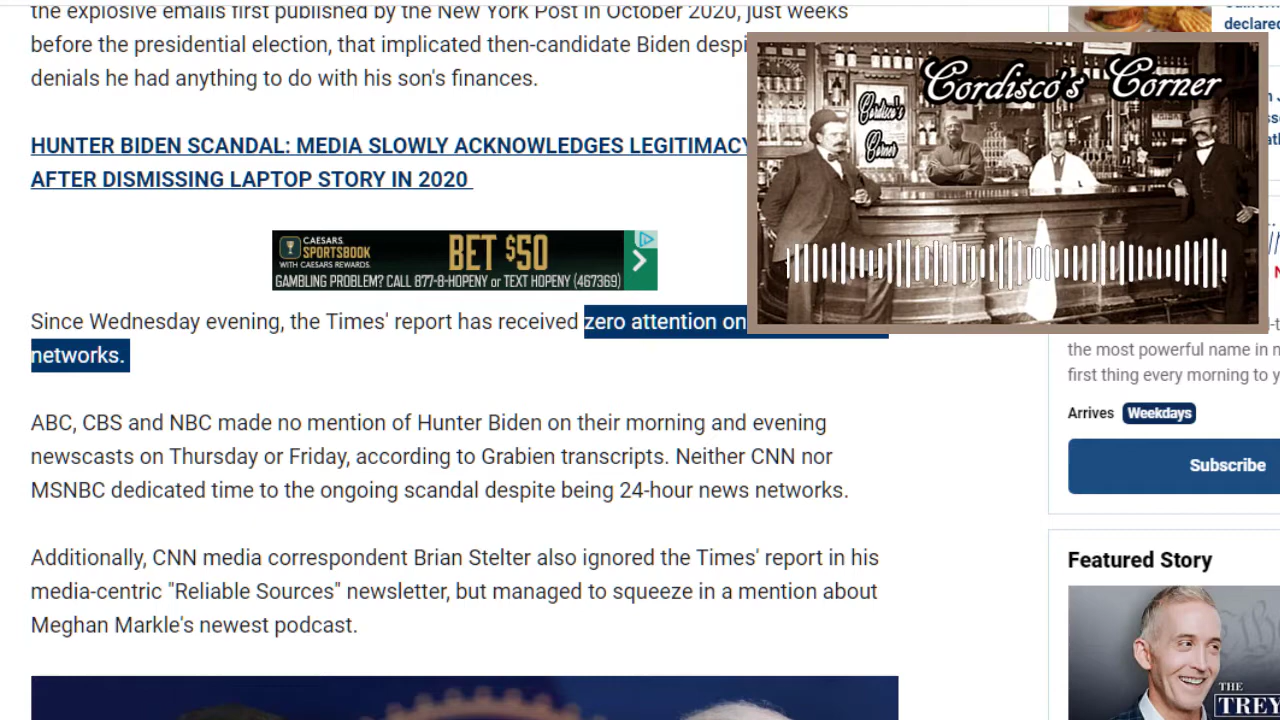 the explosive emails first published by the New York Post in October 2020, just weeks
before the presidential election, that implicated then-candidate Biden
denials he had anything to do with his son's finances.
HUNTER BIDEN SCANDAL: MEDIA SLOWLY ACKNOWLEDGES LEGITIMACY
AFTER DISMISSING LAPTOP STORY IN 2020
CAESARS
SPORTSBOOK
WITH CAESARS REWARDS.
BET $50
GAMBLING PROBLEM? CALL 877-8-HOPENY or TEXT HOPENY (467369)
Since Wednesday evening, the Times' report has received zero attention on
networks.
ABC, CBS and NBC made no mention of Hunter Biden on their morning and evening
newscasts on Thursday or Friday, according to Grabien transcripts. Neither CNN nor
MSNBC dedicated time to the ongoing scandal despite being 24-hour news networks.
Additionally, CNN media correspondent Brian Stelter also ignored the Times' report in his
media-centric "Reliable Sources" newsletter, but managed to squeeze in a mention about
Meghan Markle's newest podcast.
Cordisco's Corner
Cordisco's
Corner
declared
the most powerful name in
first thing every morning to
Arrives Weekdays
Subscribe
Featured Story
THE
TREY